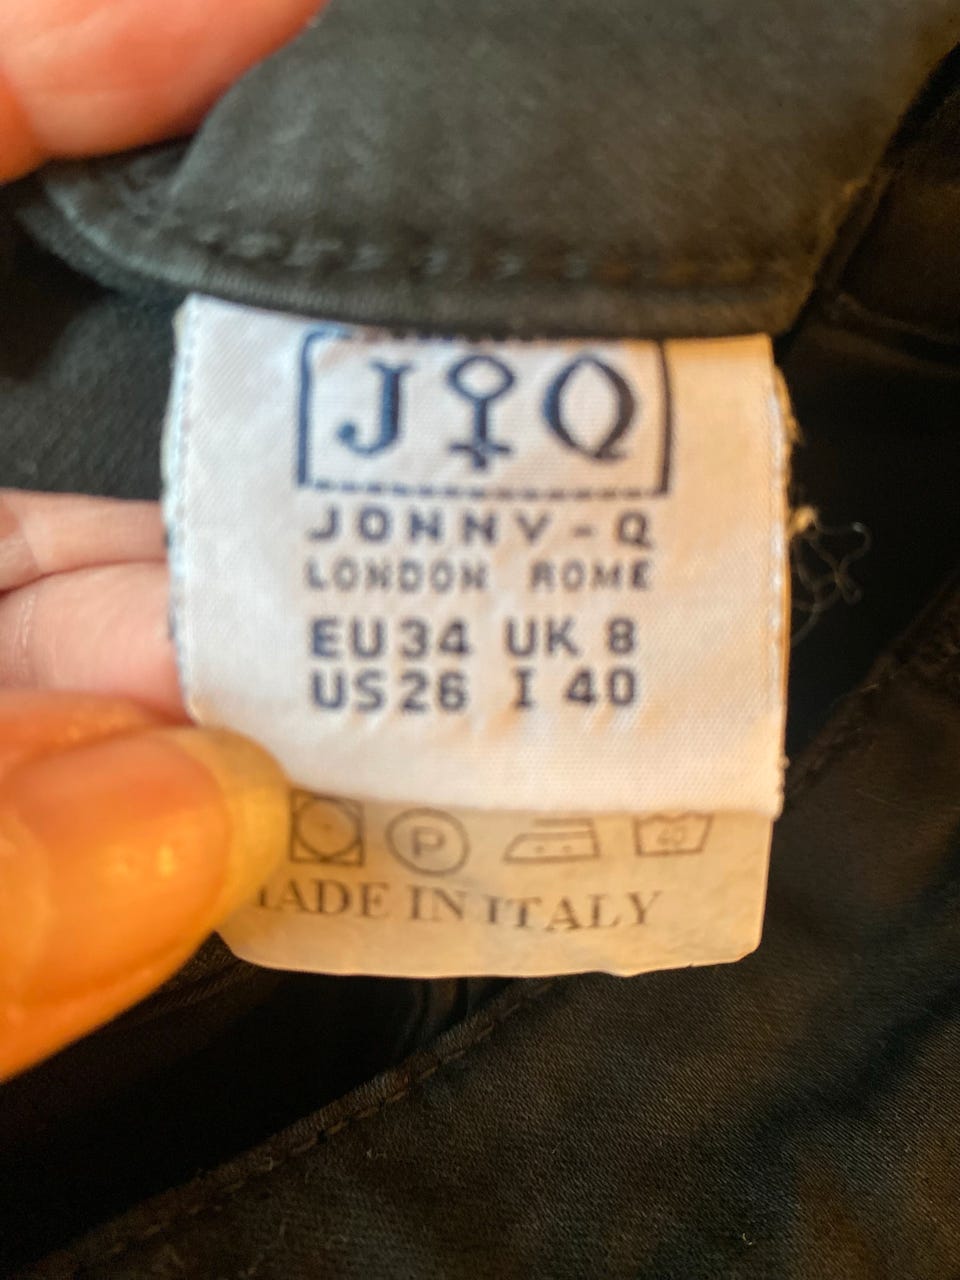 J Q
JONNY-Q
LONDON ROME
EU34 UK 8
US26 I 40
P 40
MADE IN ITALY